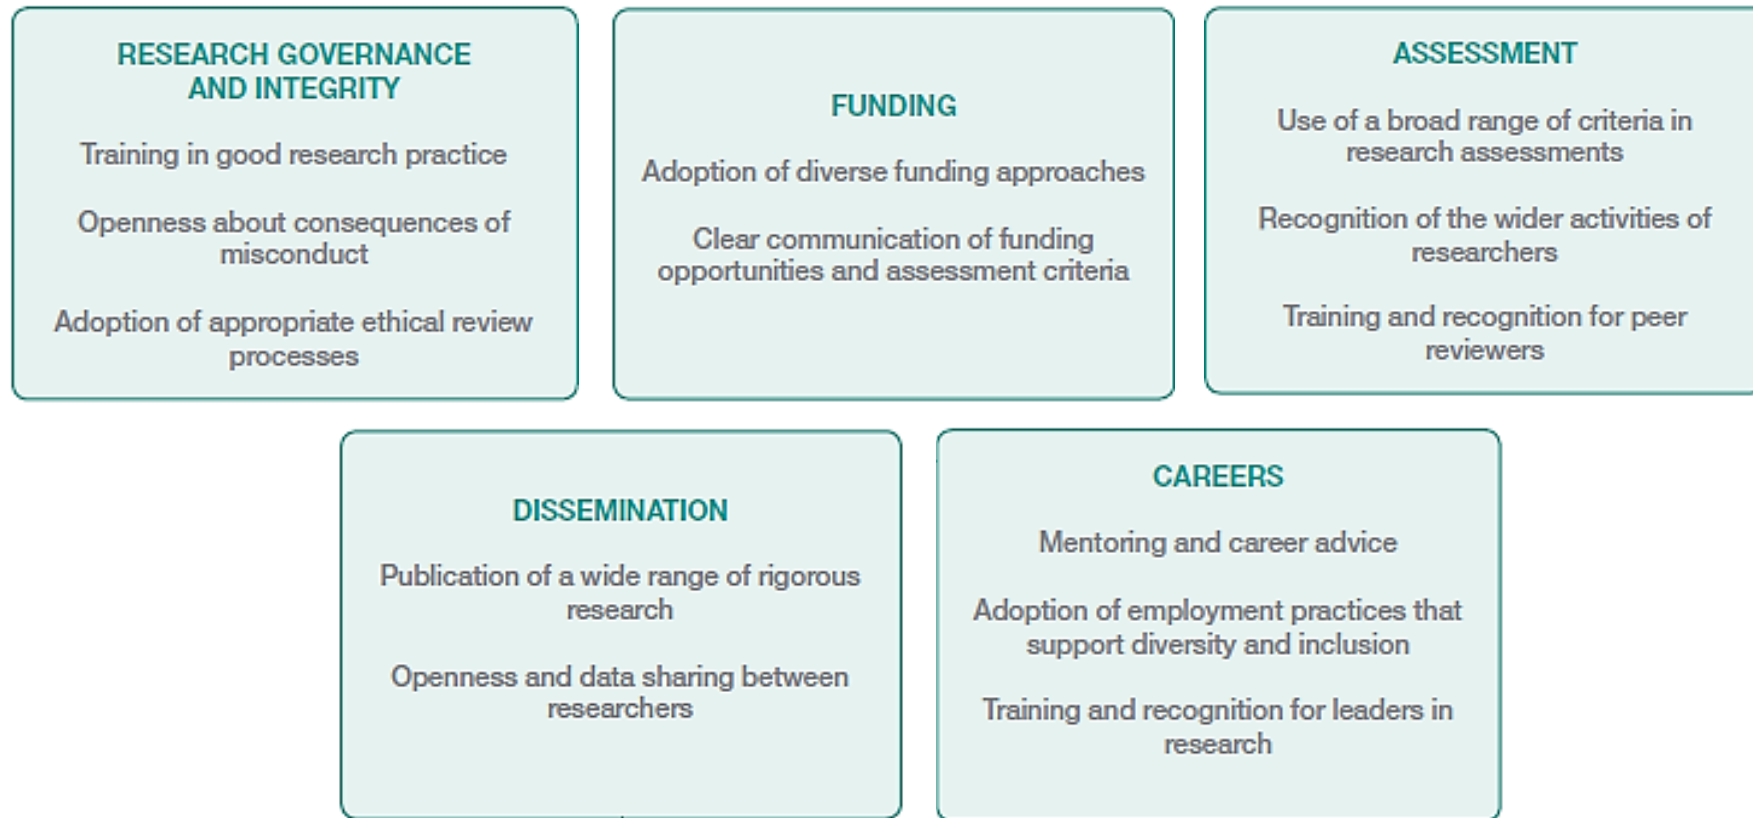 RESEARCH GOVERNANCE
AND INTEGRITY
Training in good research practice
Openness about consequences of
misconduct
Adoption of appropriate ethical review
processes
FUNDING
Adoption of diverse funding approaches
Clear communication of funding
opportunities and assessment criteria
ASSESSMENT
Use of a broad range of criteria in
research assessments
Recognition of the wider activities of
researchers
Training and recognition for peer
reviewers
DISSEMINATION
Publication of a wide range of rigorous
research
Openness and data sharing between
researchers
CAREERS
Mentoring and career advice
Adoption of employment practices that
support diversity and inclusion
Training and recognition for leaders in
research